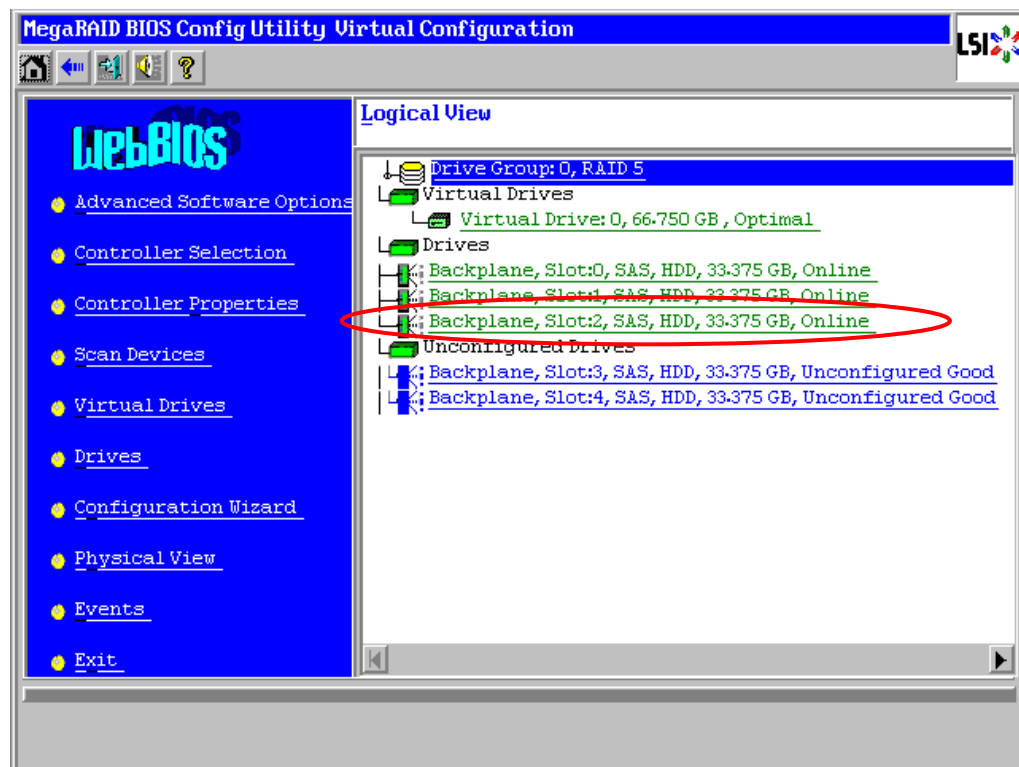 MegaRAID BIOS Config Utility Virtual Configuration
LSI
WebBIOS
Advanced Software Options
Controller Selection
Controller Properties
Scan Devices
Virtual Drives
Drives
Configuration Wizard
Physical View
Events
Exit
Logical View
Drive Group: 0, RAID 5
Virtual Drives
Virtual Drive: 0, 66.750 GB , Optimal
Drives
Backplane, Slot:0, SAS, HDD, 33.375 GB, Online
Backplane, Slot:1, SAS, HDD, 33.375 GB, Online
Backplane, Slot:2, SAS, HDD, 33.375 GB, Online
Unconfigured Drives
Backplane, Slot:3, SAS, HDD, 33.375 GB, Unconfigured Good
Backplane, Slot:4, SAS, HDD, 33.375 GB, Unconfigured Good